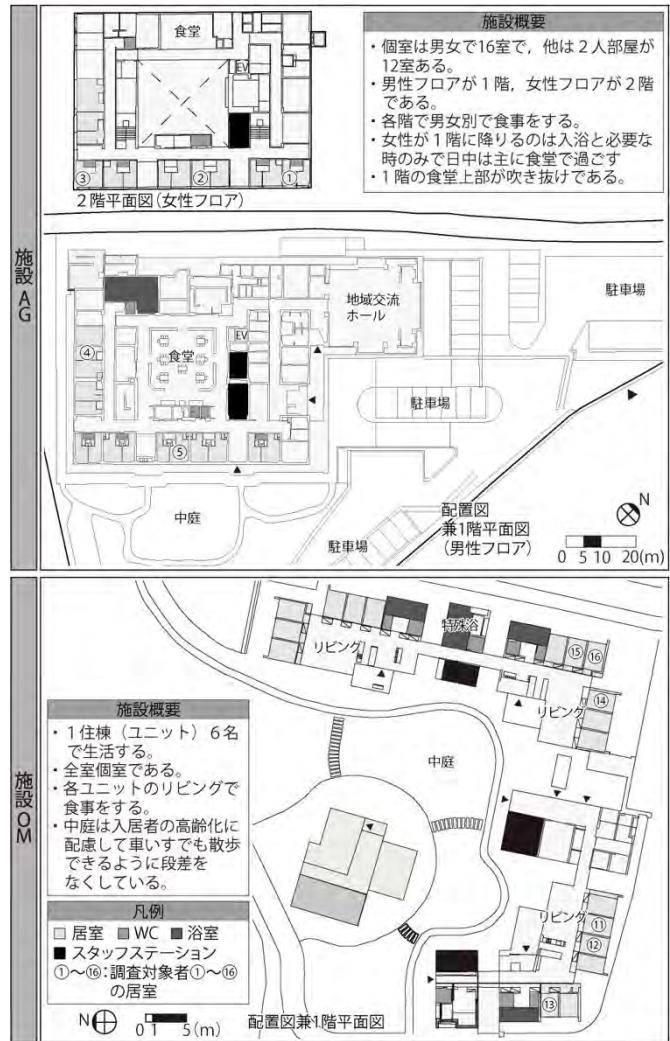 施設AG
食堂
EV
③
②
①
2階平面図(女性フロア)
施設概要
・個室は男女で16室で，他は2人部屋が
12室ある。
・男性フロアが1階，女性フロアが2階
である。
・各階で男女別で食事をする。
・女性が1階に降りるのは入浴と必要な
時のみで日中は主に食堂で過ごす
・1階の食堂上部が吹き抜けである。
地域交流
ホール
駐車場
EV
④
食堂
駐車場
⑤
中庭
駐車場
配置図
兼1階平面図
(男性フロア)
N
0 5 10 20(m)
施設OM
特殊浴
リビング
⑮
⑯
リビング
⑭
施設概要
・1住棟（ユニット）6名
で生活する。
・全室個室である。
・各ユニットのリビングで
食事をする。
・中庭は入居者の高齢化に
配慮して車いすでも散歩
できるように段差を
なくしている。
中庭
リビング
⑪
⑫
⑬
凡例
居室 WC 浴室
スタッフステーション
①～⑯:調査対象者①～⑯
の居室
N
0 1 5(m)
配置図兼1階平面図